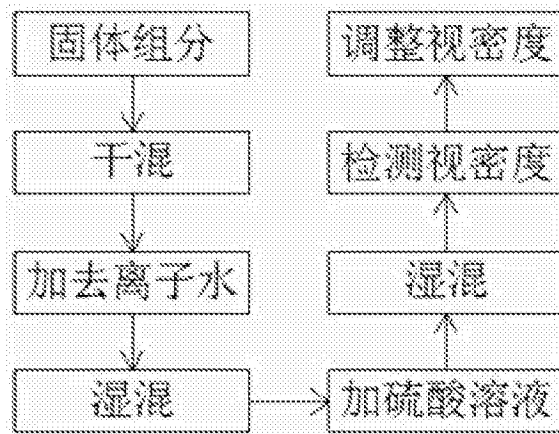 固体组分
干混
加去离子水
湿混
加硫酸溶液
湿混
检测视密度
调整视密度